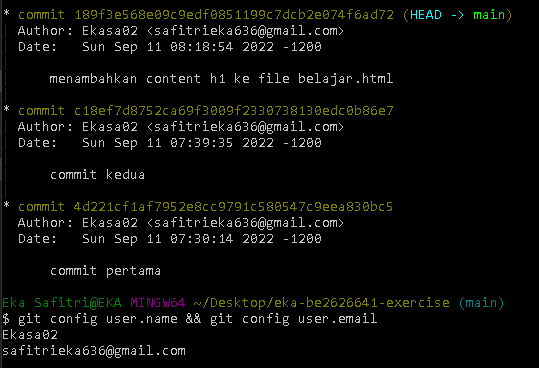 * commit 189f3e568e09c9edf0851199c7dcb2e074f6ad72 (HEAD -> main)
| Author: Ekasa02 <safitrieka636@gmail.com>
| Date:   Sun Sep 11 08:18:54 2022 -1200
|
|     menambahkan content h1 ke file belajar.html
|
* commit c18ef7d8752ca69f3009f2330738130edc0b86e7
| Author: Ekasa02 <safitrieka636@gmail.com>
| Date:   Sun Sep 11 07:39:35 2022 -1200
|
|     commit kedua
|
* commit 4d221cf1af7952e8cc9791c580547c9eea830bc5
  Author: Ekasa02 <safitrieka636@gmail.com>
  Date:   Sun Sep 11 07:30:14 2022 -1200

      commit pertama

Eka Safitri@EKA MINGW64 ~/Desktop/eka-be2626641-exercise (main)
$ git config user.name && git config user.email
Ekasa02
safitrieka636@gmail.com